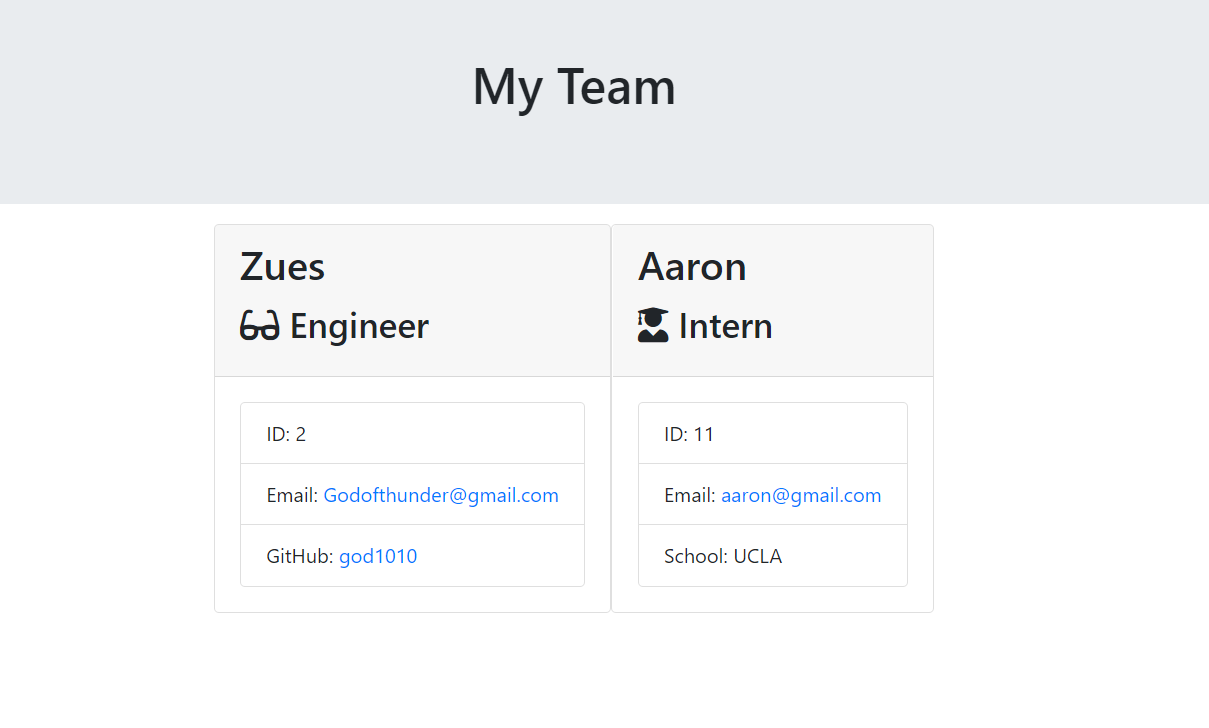 My Team
Zues
Engineer
ID: 2
Email: Godofthunder@gmail.com
GitHub: god1010
Aaron
Intern
ID: 11
Email: aaron@gmail.com
School: UCLA